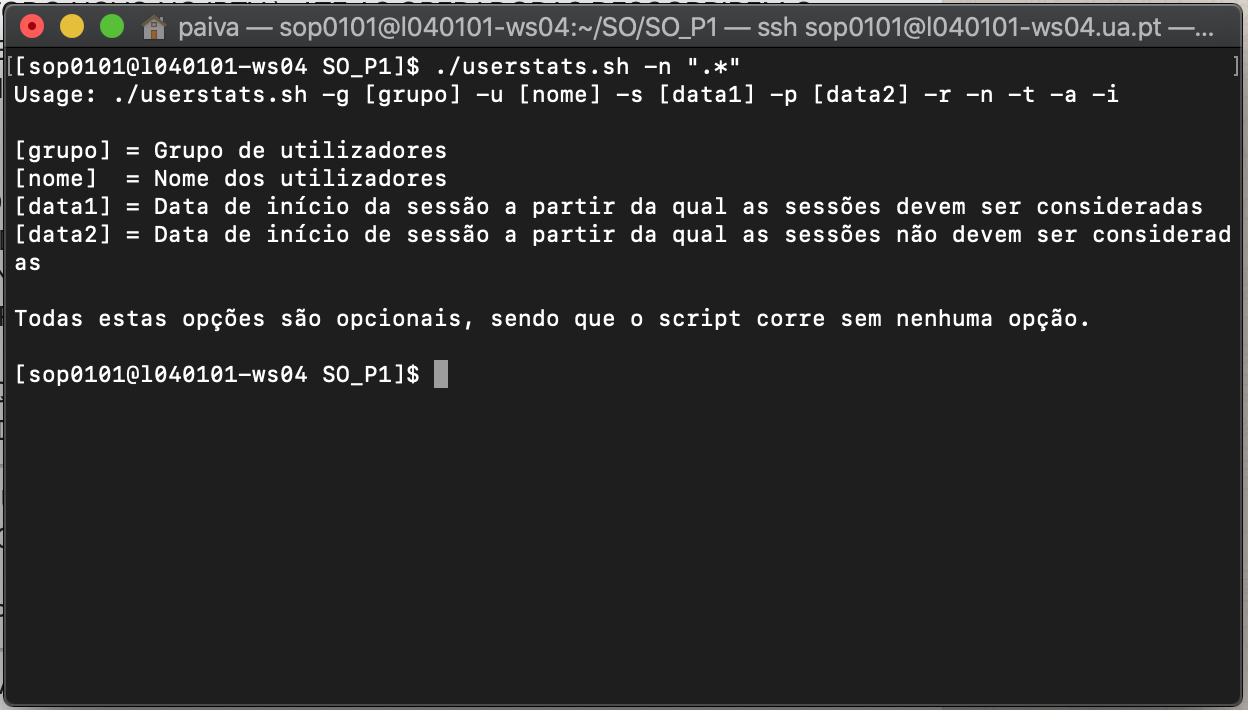 paiva — sop0101@l040101-ws04:~/SO/SO_P1 — ssh sop0101@l040101-ws04.ua.pt —...
[[sop0101@l040101-ws04 SO_P1]$ ./userstats.sh -n ".*" ]
Usage: ./userstats.sh -g [grupo] -u [nome] -s [data1] -p [data2] -r -n -t -a -i
[grupo] = Grupo de utilizadores
[nome]  = Nome dos utilizadores
[data1] = Data de início da sessão a partir da qual as sessões devem ser consideradas
[data2] = Data de início de sessão a partir da qual as sessões não devem ser considerad
as
Todas estas opções são opcionais, sendo que o script corre sem nenhuma opção.
[sop0101@l040101-ws04 SO_P1]$